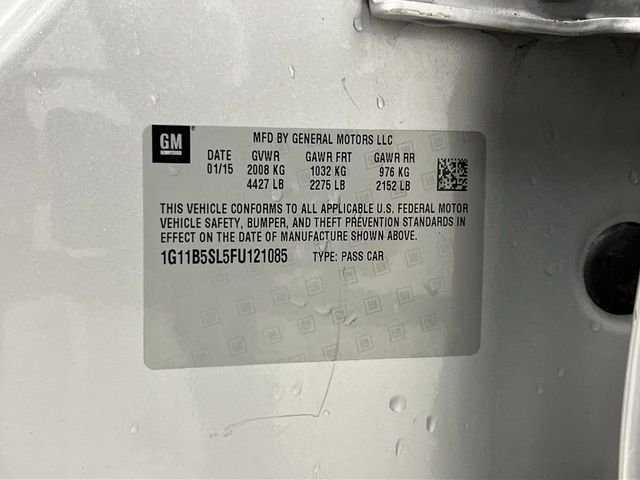 GM
MFD BY GENERAL MOTORS LLC
DATE GVWR GAWR FRT GAWR RR
01/15 2008 KG 1032 KG 976 KG
4427 LB 2275 LB 2152 LB
THIS VEHICLE CONFORMS TO ALL APPLICABLE U.S. FEDERAL MOTOR
VEHICLE SAFETY, BUMPER, AND THEFT PREVENTION STANDARDS IN
EFFECT ON THE DATE OF MANUFACTURE SHOWN ABOVE.
1G11B5SL5FU121085 TYPE: PASS CAR